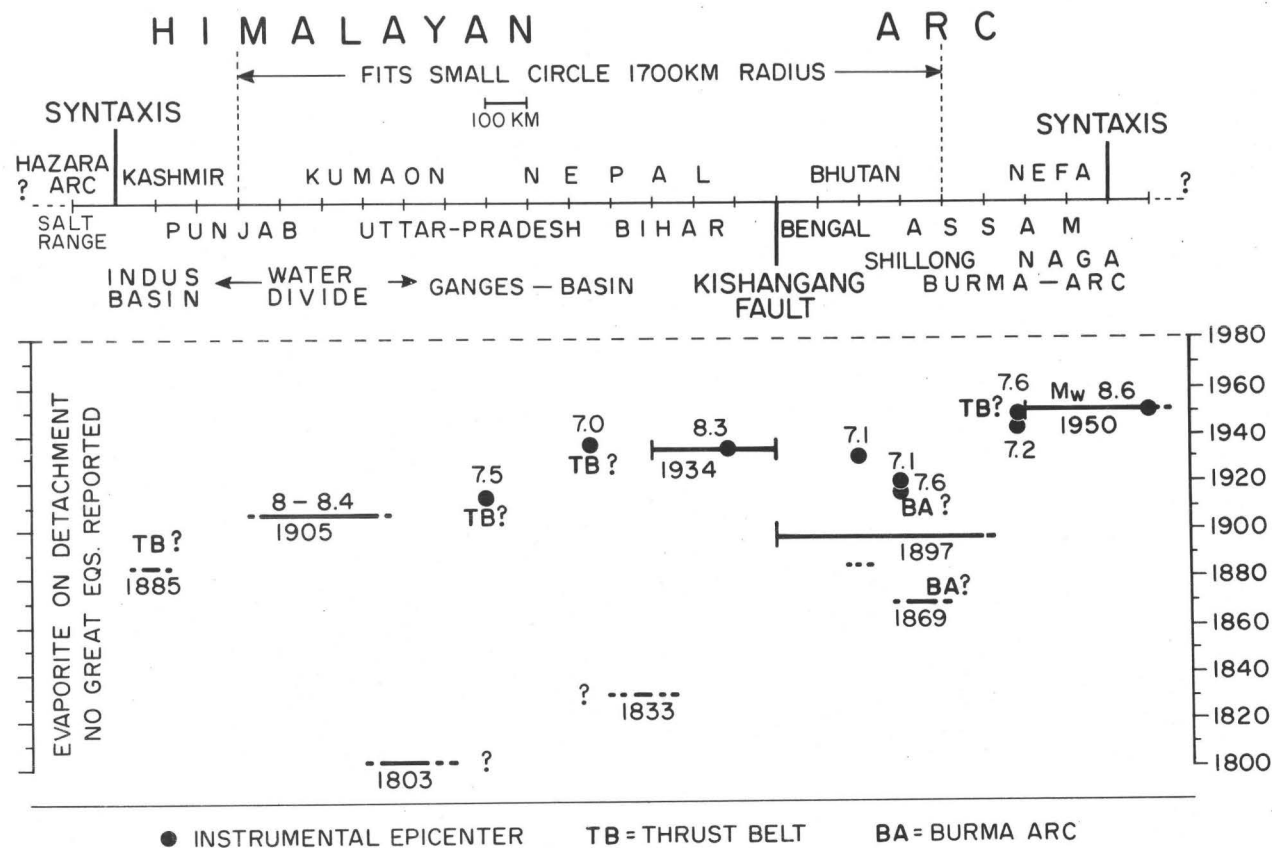 HIMALAYAN ARC
FITS SMALL CIRCLE 1700KM RADIUS
100 KM
SYNTAXIS
SYNTAXIS
HAZARA
? ARC
KASHMIR
KUMAON
NEPAL
BHUTAN
NEFA
?
SALT
RANGE
PUNJAB
UTTAR-PRADESH
BIHAR
BENGAL
ASSAM
SHILLONG
NAGA
BURMA-ARC
INDUS
BASIN
WATER
DIVIDE
GANGES-BASIN
KISHANGANG
FAULT
EVAPORITE ON DETACHMENT
NO GREAT EQS. REPORTED
TB?
1885
8-8.4
1905
7.5
TB?
7.0
TB?
8.3
1934
7.1
7.1
7.6
BA?
1897
BA?
1869
7.6
TB?
7.2
Mw 8.6
1950
?
1833
1803
?
1980
1960
1940
1920
1900
1880
1860
1840
1820
1800
● INSTRUMENTAL EPICENTER TB=THRUST BELT BA=BURMA ARC